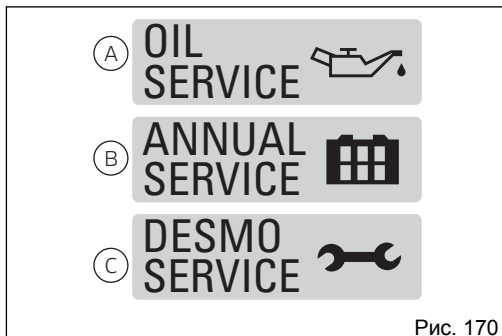 A
OIL
SERVICE
B
ANNUAL
SERVICE
C
DESMO
SERVICE
Рис. 170